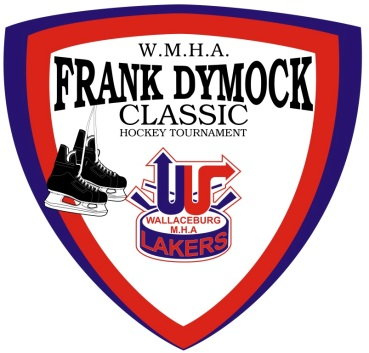 W.M.H.A.
FRANK DYMOCK
CLASSIC
HOCKEY TOURNAMENT
W
WALLACEBURG
M.H.A
LAKERS